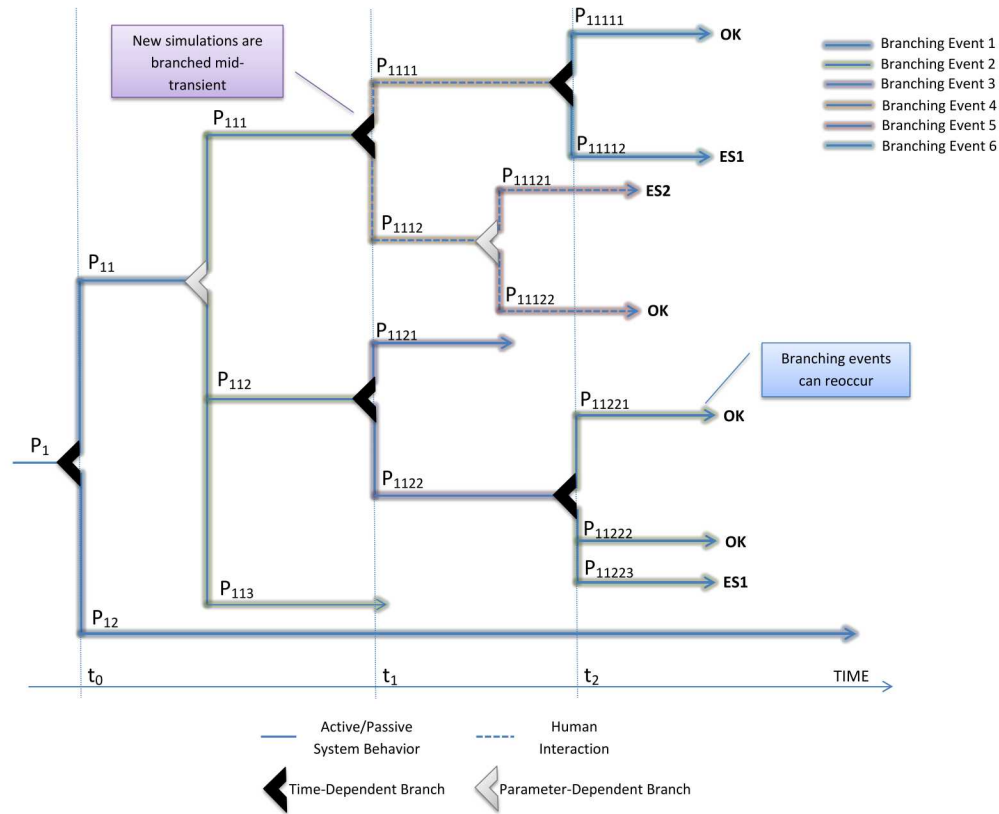 P11111
OK
New simulations are
branched mid-
transient
Branching Event 1
Branching Event 2
Branching Event 3
Branching Event 4
Branching Event 5
Branching Event 6
P1111
P111
P11112
ES1
P11121
ES2
P1112
P11
P11122
OK
P1121
Branching events
can reoccur
P112
P11221
OK
P1
P1122
P11222
OK
P11223
ES1
P113
P12
t0
t1
t2
TIME
Active/Passive
System Behavior
Human
Interaction
Time-Dependent Branch
Parameter-Dependent Branch